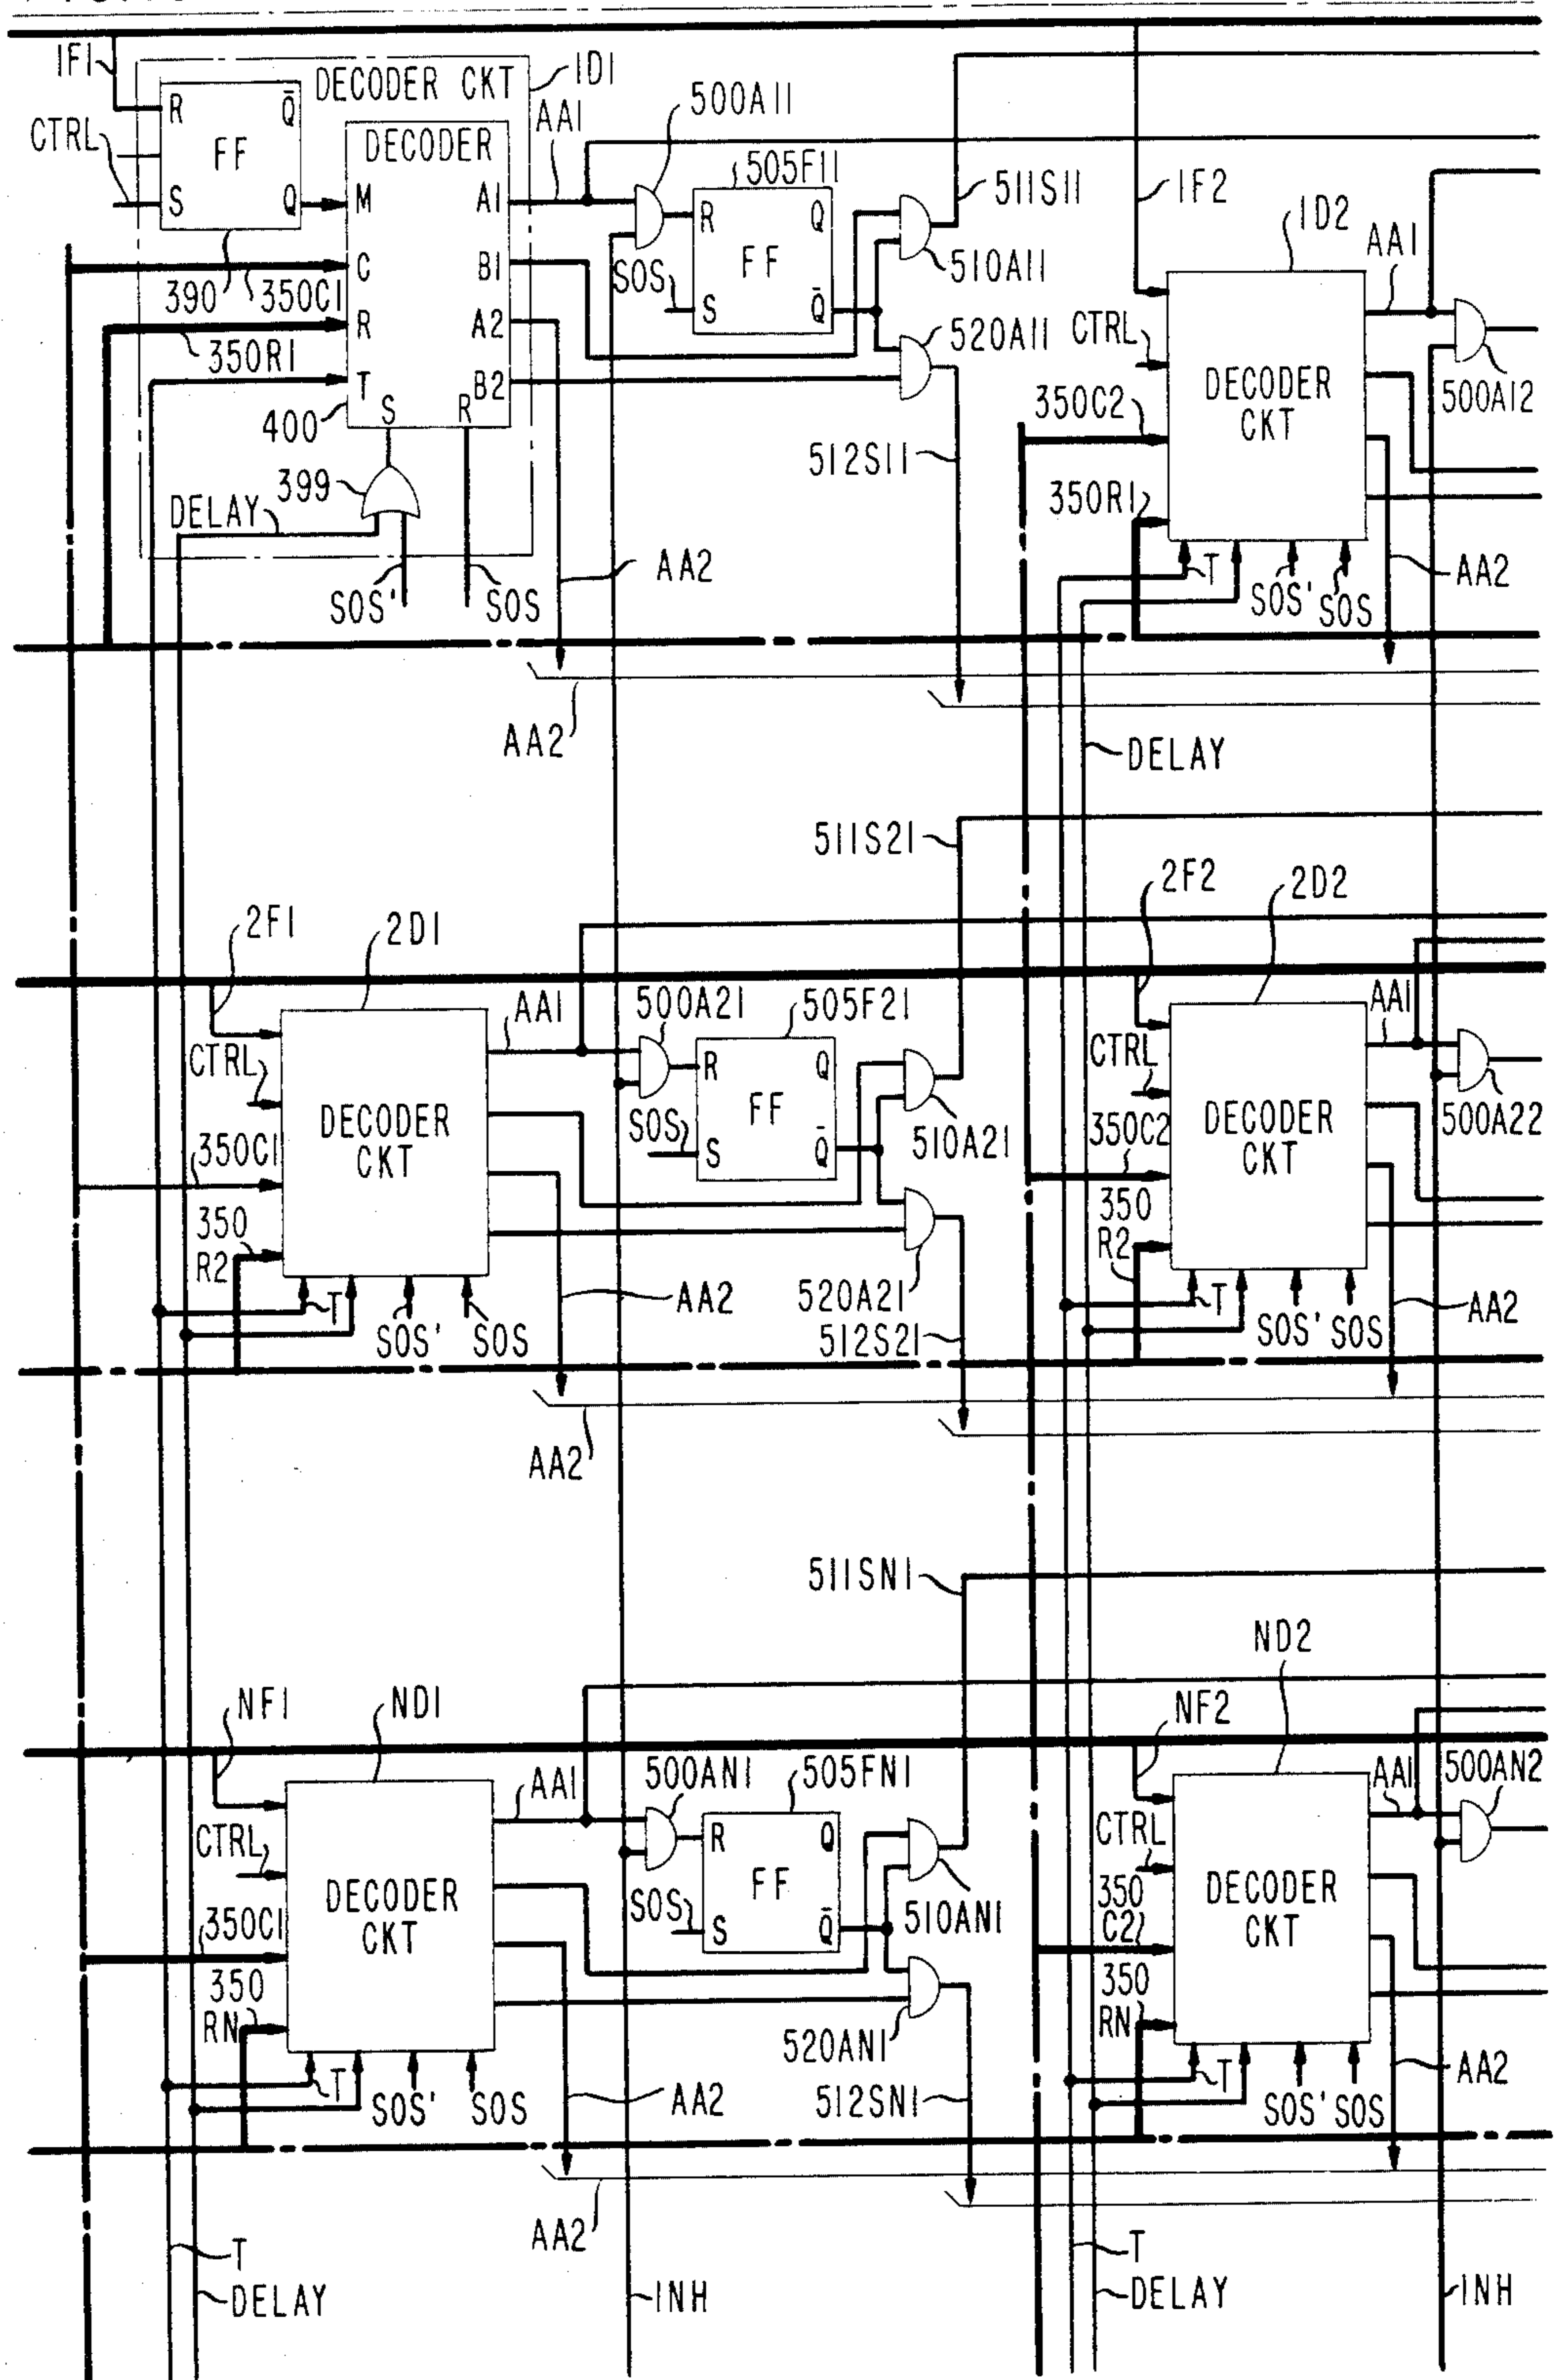 1F1
DECODER CKT
1D1
R
Q̄
CTRL
FF
S
Q
DECODER
AA1
500A11
505F11
511S11
M
A1
C
B1
R
A2
T
B2
S
R
390
350C1
350R1
400
399
DELAY
SOS'
SOS
AA2
SOS
R
Q
FF
S
Q̄
510A11
520A11
512S11
1F2
1D2
AA1
CTRL
DECODER
CKT
500A12
350C2
350R1
T
SOS'
SOS
AA2
AA2
DELAY
511S21
2F1
2D1
AA1
500A21
505F21
2F2
2D2
AA1
CTRL
DECODER
CKT
R
Q
FF
SOS
S
Q̄
510A21
CTRL
DECODER
CKT
500A22
350C1
350C2
350
R2
350
R2
T
SOS'
SOS
AA2
520A21
512S21
T
SOS'
SOS
AA2
AA2
511SN1
NF1
ND1
AA1
500AN1
505FN1
NF2
ND2
AA1
500AN2
CTRL
DECODER
CKT
R
Q
FF
SOS
S
Q̄
510AN1
CTRL
DECODER
CKT
350C1
350
C2
350
RN
350
RN
T
SOS'
SOS
AA2
520AN1
512SN1
T
SOS'
SOS
AA2
AA2
T
DELAY
INH
T
DELAY
INH